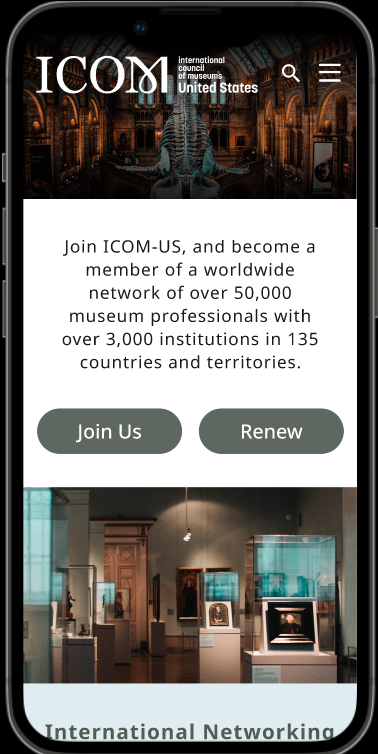 ICOM
international
council
of museums
United States
Join ICOM-US, and become a
member of a worldwide
network of over 50,000
museum professionals with
over 3,000 institutions in 135
countries and territories.
Join Us
Renew
International Networking